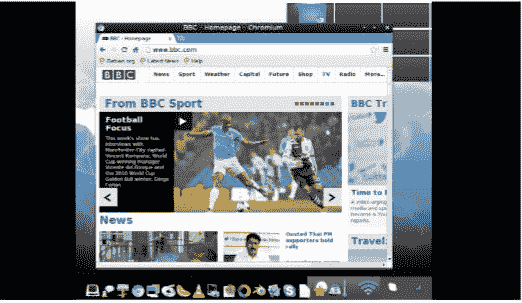 BBC - Homepage - Chromium
BBC - Homepage
www.bbc.com
Debian.org Latest News Help
BBC News Sport Weather Capital Future Shop TV Radio More...
From BBC Sport
BBC Tr
Football
Focus
This week's show has
interviews with
Manchester City captain
Vincent Kompany, World
Cup winning manager
Vicente del Bosque and
the 2010 World Cup
Golden Ball winner, Diego
Forlan
Time to
News
Ousted Thai PM
supporters hold
rally
Travel